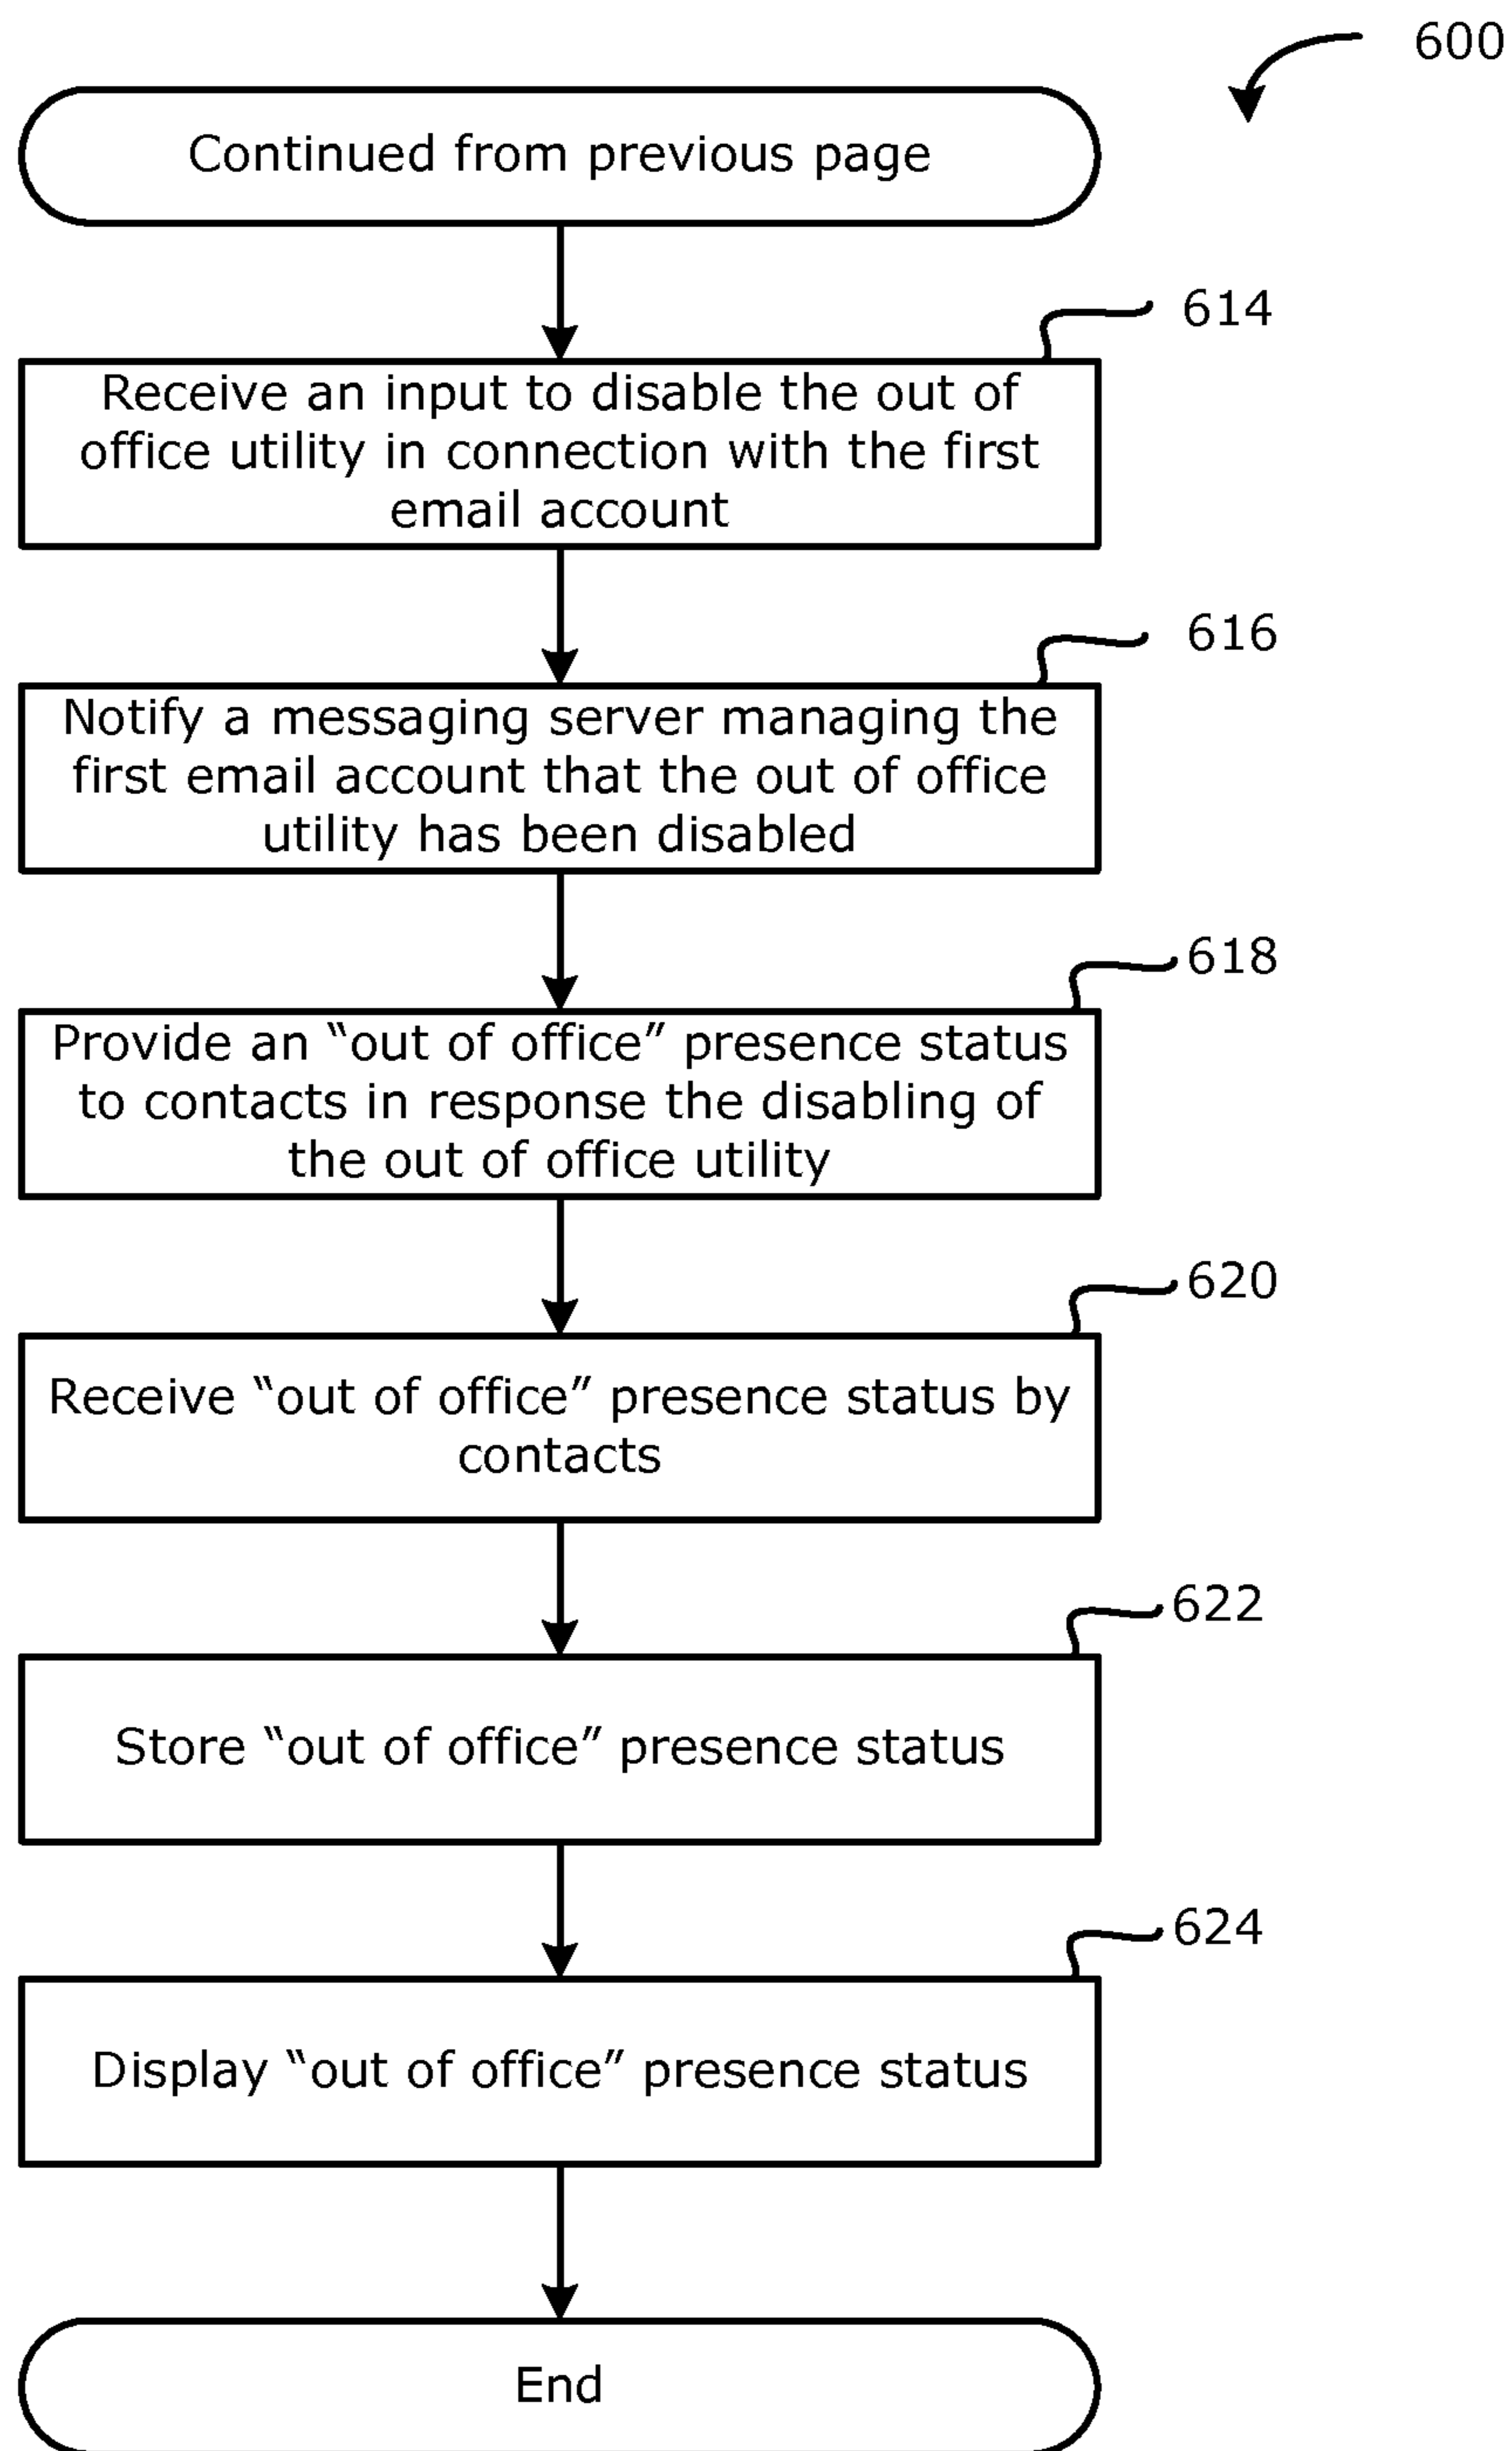 600
Continued from previous page
614
Receive an input to disable the out of
office utility in connection with the first
email account
616
Notify a messaging server managing the
first email account that the out of office
utility has been disabled
618
Provide an “out of office” presence status
to contacts in response the disabling of
the out of office utility
620
Receive “out of office” presence status by
contacts
622
Store “out of office” presence status
624
Display “out of office” presence status
End